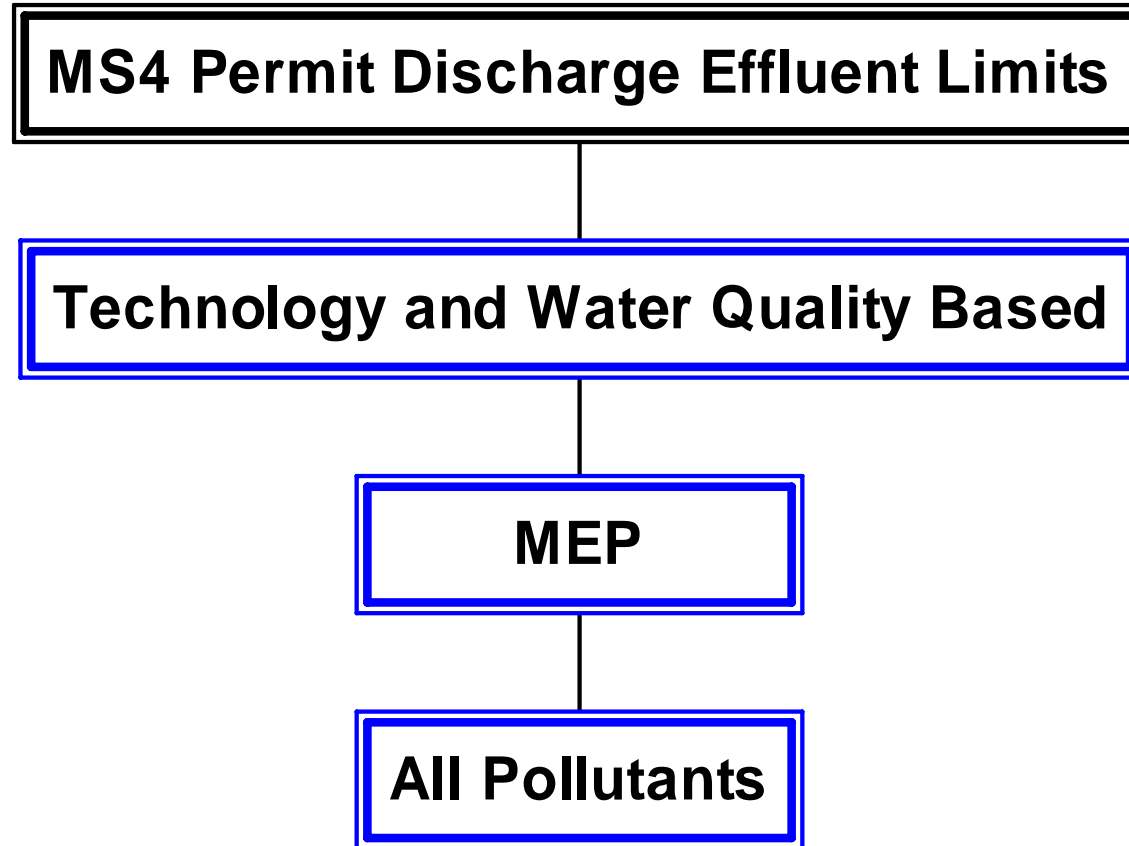 MS4 Permit Discharge Effluent Limits
Technology and Water Quality Based
MEP
All Pollutants